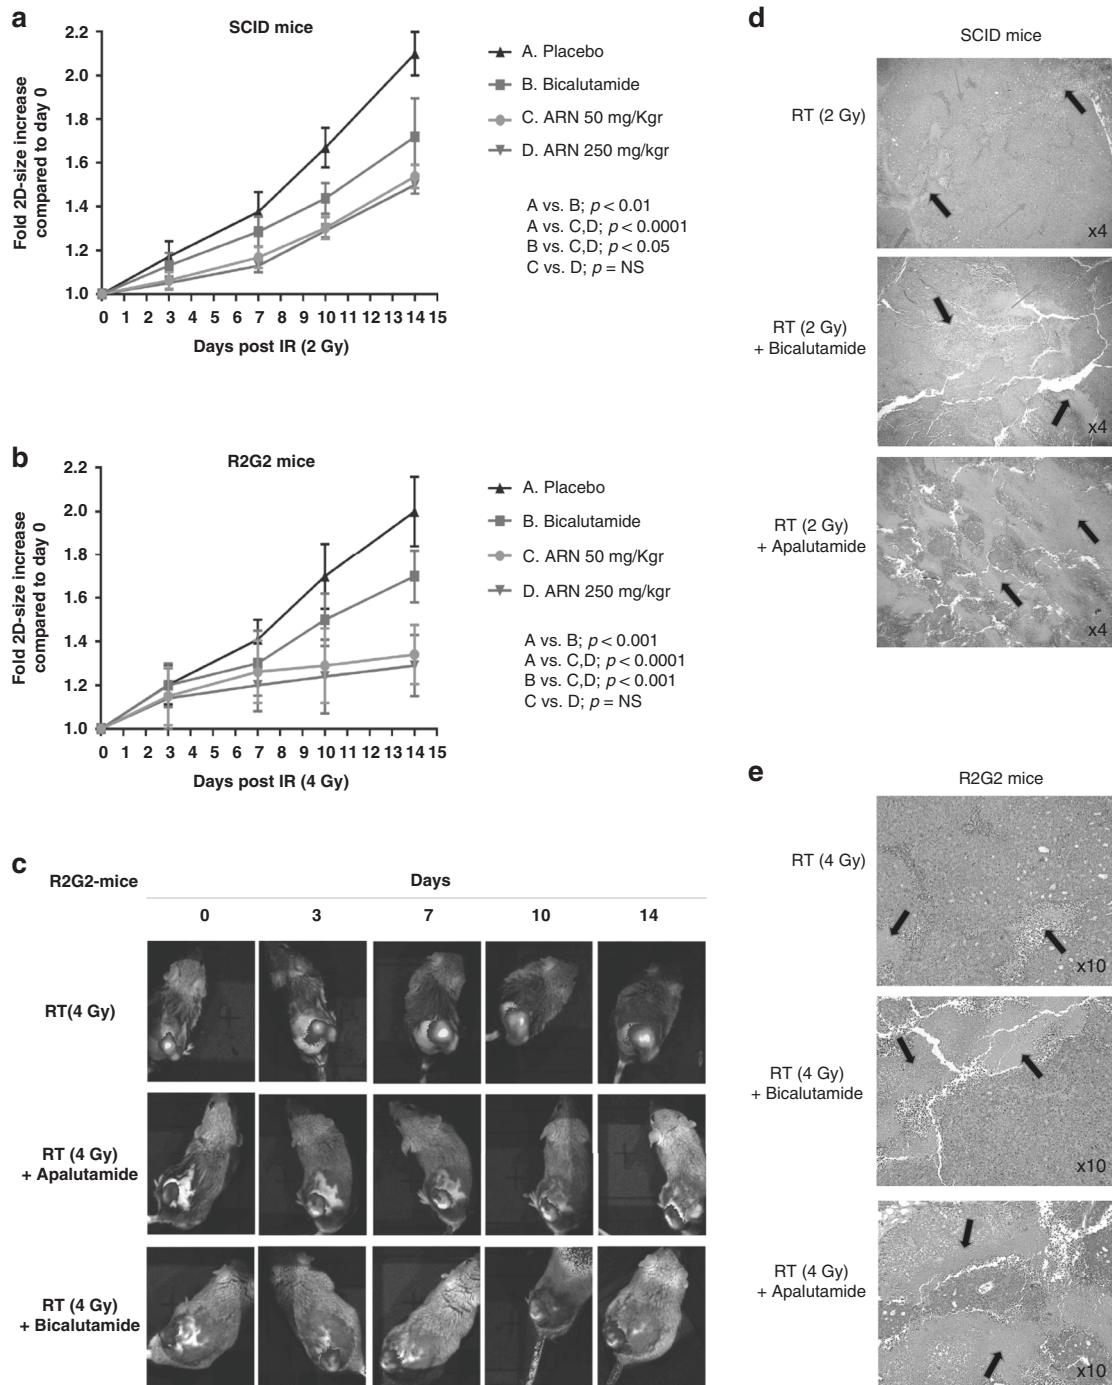 a
SCID mice
Fold 2D-size increase
compared to day 0
2.2
2.0
1.8
1.6
1.4
1.2
1.0
0 1 2 3 4 5 6 7 8 9 10 11 12 13 14 15
Days post IR (2 Gy)
A. Placebo
B. Bicalutamide
C. ARN 50 mg/Kgr
D. ARN 250 mg/kgr
A vs. B; p < 0.01
A vs. C,D; p < 0.0001
B vs. C,D; p < 0.05
C vs. D; p = NS
b
R2G2 mice
Fold 2D-size increase
compared to day 0
2.2
2.0
1.8
1.6
1.4
1.2
1.0
0 1 2 3 4 5 6 7 8 9 10 11 12 13 14 15
Days post IR (4 Gy)
A. Placebo
B. Bicalutamide
C. ARN 50 mg/Kgr
D. ARN 250 mg/kgr
A vs. B; p < 0.001
A vs. C,D; p < 0.0001
B vs. C,D; p < 0.001
C vs. D; p = NS
c
R2G2-mice
Days
0 3 7 10 14
RT(4 Gy)
RT (4 Gy)
+ Apalutamide
RT (4 Gy)
+ Bicalutamide
d
SCID mice
RT (2 Gy)
x4
RT (2 Gy)
+ Bicalutamide
x4
RT (2 Gy)
+ Apalutamide
x4
e
R2G2 mice
RT (4 Gy)
x10
RT (4 Gy)
+ Bicalutamide
x10
RT (4 Gy)
+ Apalutamide
x10